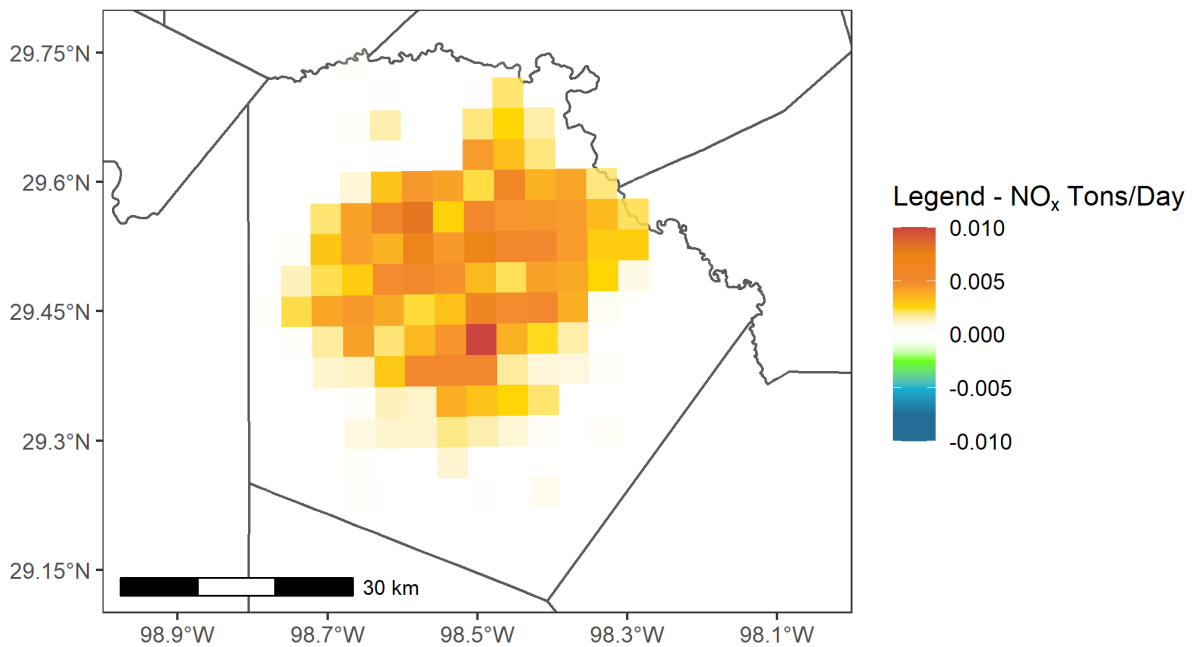 29.75°N
29.6°N
29.45°N
29.3°N
29.15°N
30 km
98.9°W 98.7°W 98.5°W 98.3°W 98.1°W
Legend - NOₓ Tons/Day
0.010
0.005
0.000
-0.005
-0.010